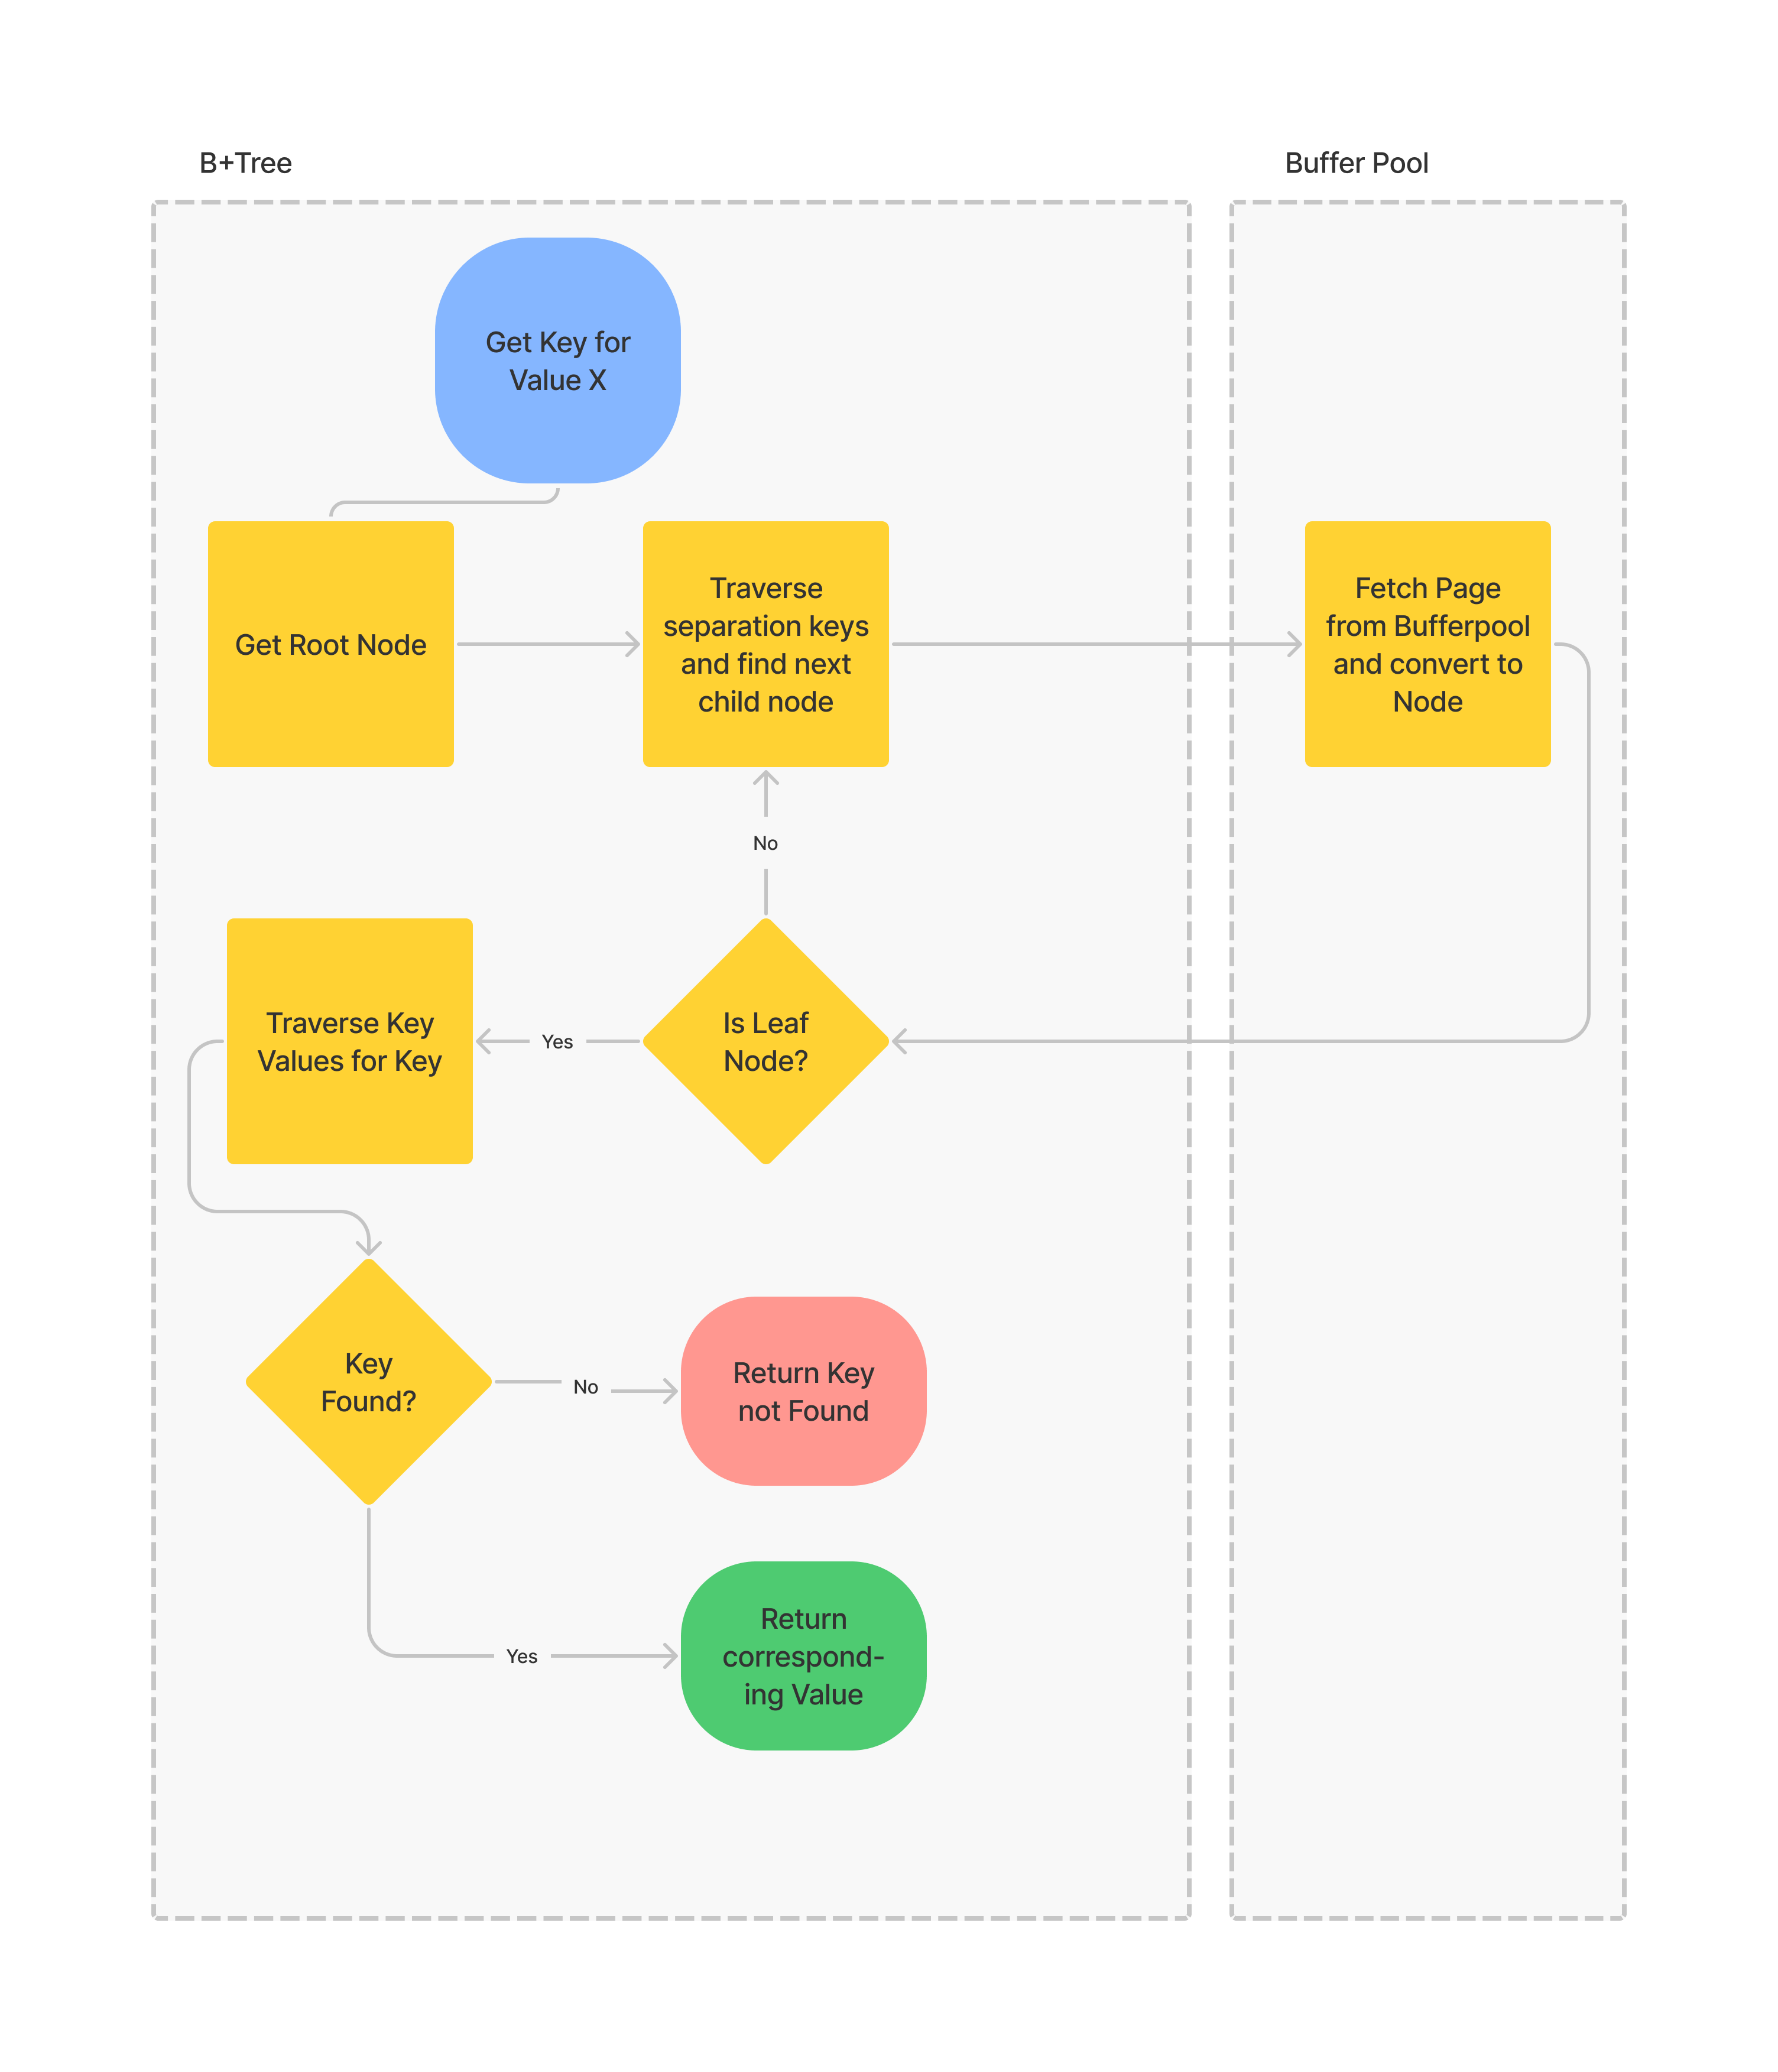 B+Tree
Buffer Pool
Get Key for
Value X
Get Root Node
Traverse
separation keys
and find next
child node
Fetch Page
from Bufferpool
and convert to
Node
No
Traverse Key
Values for Key
Yes
Is Leaf
Node?
Key
Found?
No
Return Key
not Found
Yes
Return
correspond-
ing Value